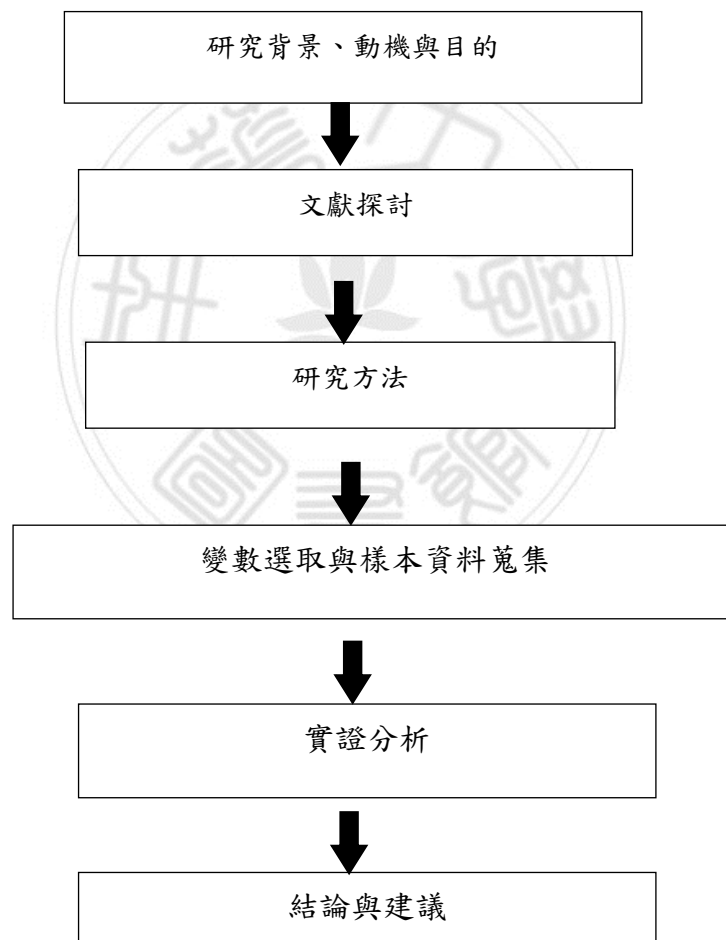 研究背景、動機與目的
文獻探討
研究方法
變數選取與樣本資料蒐集
實證分析
結論與建議